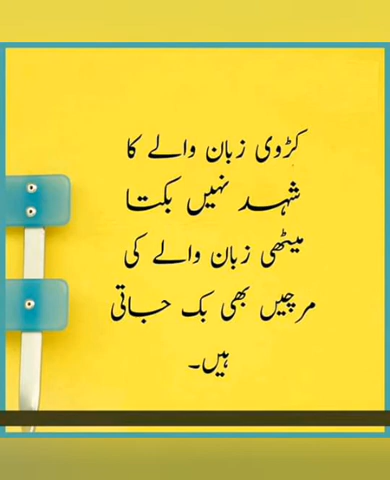 کڑوی زبان والے کا
شہد نہیں بکتا
میٹھی زبان والے کی
مرچیں بھی بک جاتی
ہیں۔